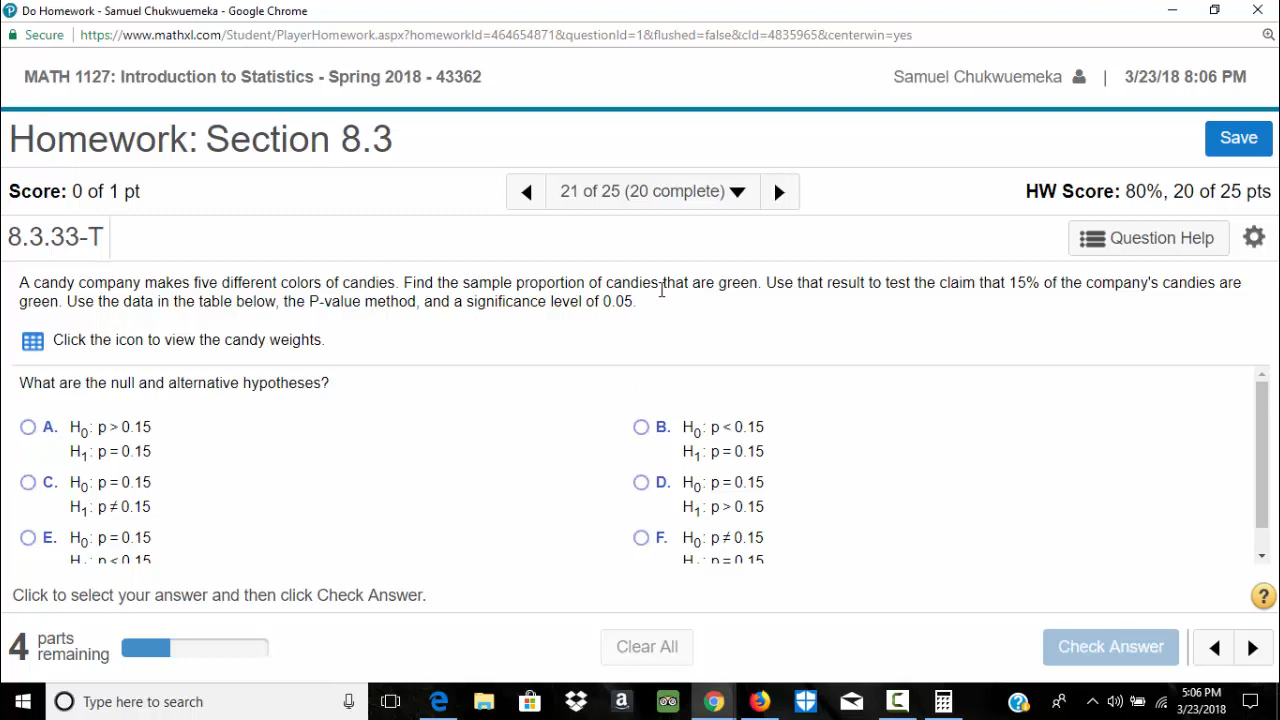 Do Homework - Samuel Chukwuemeka - Google Chrome
Secure | https://www.mathxl.com/Student/PlayerHomework.aspx?homeworkId=464654871&questionId=1&flushed=false&cId=4835965&centerwin=yes
MATH 1127: Introduction to Statistics - Spring 2018 - 43362
Samuel Chukwuemeka | 3/23/18 8:06 PM
Homework: Section 8.3
Save
Score: 0 of 1 pt
21 of 25 (20 complete)
HW Score: 80%, 20 of 25 pts
8.3.33-T
Question Help
A candy company makes five different colors of candies. Find the sample proportion of candies that are green. Use that result to test the claim that 15% of the company's candies are
green. Use the data in the table below, the P-value method, and a significance level of 0.05.
Click the icon to view the candy weights.
What are the null and alternative hypotheses?
A. H0: p > 0.15
H1: p = 0.15
B. H0: p < 0.15
H1: p = 0.15
C. H0: p = 0.15
H1: p ≠ 0.15
D. H0: p = 0.15
H1: p > 0.15
E. H0: p = 0.15
H1: p < 0.15
F. H0: p ≠ 0.15
H1: p = 0.15
Click to select your answer and then click Check Answer.
?
4 parts
remaining
Clear All
Check Answer
Type here to search
5:06 PM
3/23/2018